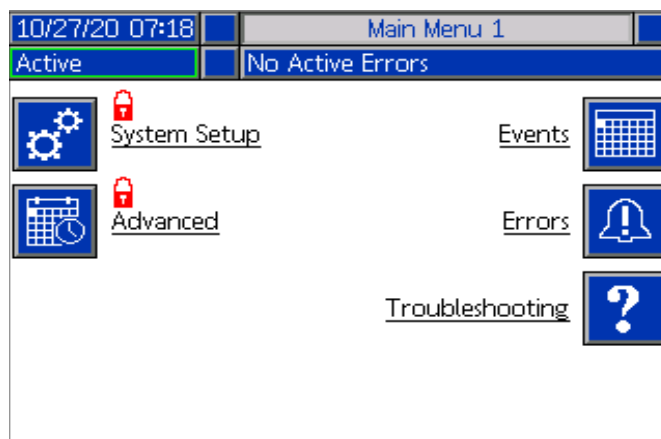 10/27/20 07:18 Main Menu 1
Active No Active Errors
System Setup Events
Advanced Errors
Troubleshooting